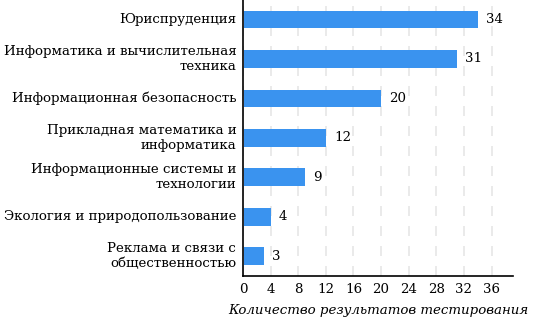 Юриспруденция 34
Информатика и вычислительная
техника 31
Информационная безопасность 20
Прикладная математика и
информатика 12
Информационные системы и
технологии 9
Экология и природопользование 4
Реклама и связи с
общественностью 3
0 4 8 12 16 20 24 28 32 36
Количество результатов тестирования